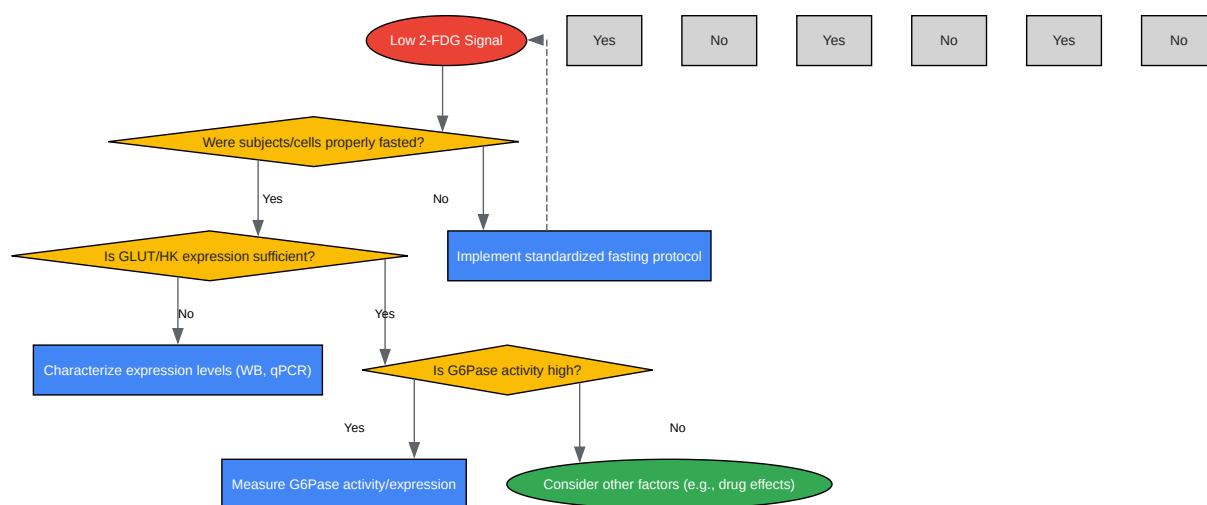 Low 2-FDG Signal
Yes
No
Yes
No
Yes
No
Were subjects/cells properly fasted?
Yes
No
Is GLUT/HK expression sufficient?
Implement standardized fasting protocol
No
Yes
Characterize expression levels (WB, qPCR)
Is G6Pase activity high?
Yes
No
Measure G6Pase activity/expression
Consider other factors (e.g., drug effects)